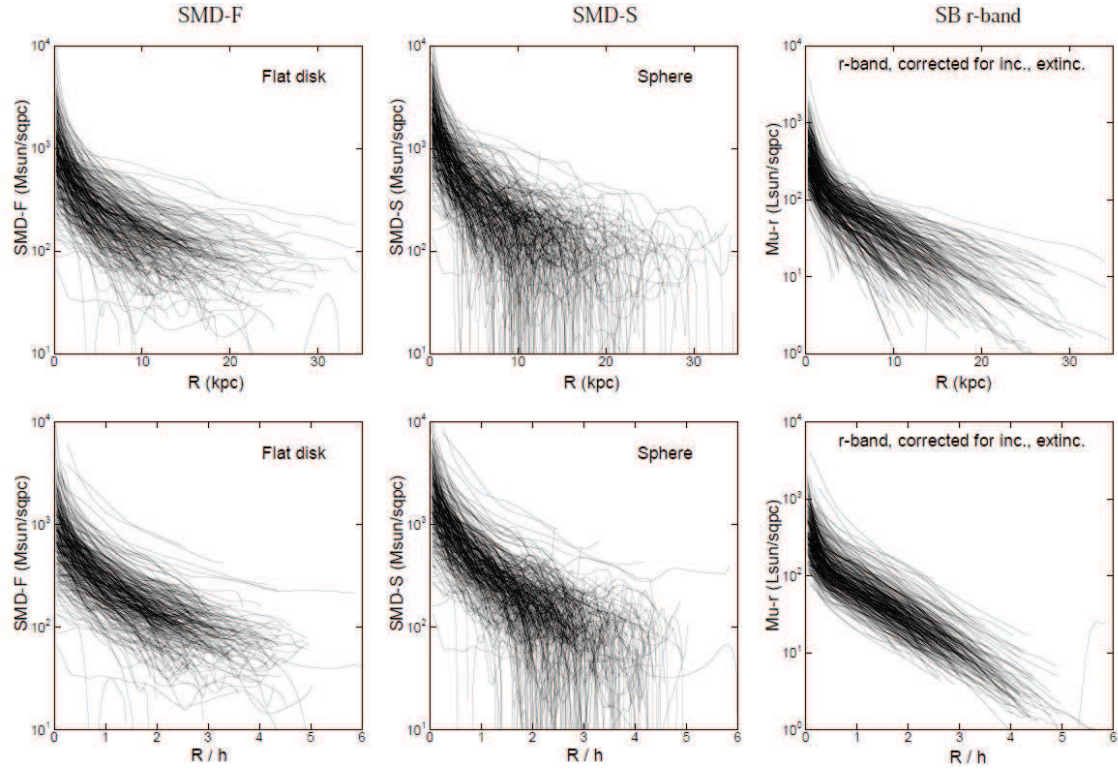 SMD-F
SMD-S
SB r-band
10^4
10^3
10^2
10^1
SMD-F (Msun/sqpc)
Flat disk
0 10 20 30
R (kpc)
10^4
10^3
10^2
10^1
SMD-S (Msun/sqpc)
Sphere
0 10 20 30
R (kpc)
10^4
10^3
10^2
10^1
10^0
Mu-r (Lsun/sqpc)
r-band, corrected for inc., extinc.
0 10 20 30
R (kpc)
10^4
10^3
10^2
10^1
SMD-F (Msun/sqpc)
Flat disk
0 1 2 3 4 5 6
R / h
10^4
10^3
10^2
10^1
SMD-S (Msun/sqpc)
Sphere
0 1 2 3 4 5 6
R / h
10^4
10^3
10^2
10^1
10^0
Mu-r (Lsun/sqpc)
r-band, corrected for inc., extinc.
0 1 2 3 4 5 6
R / h